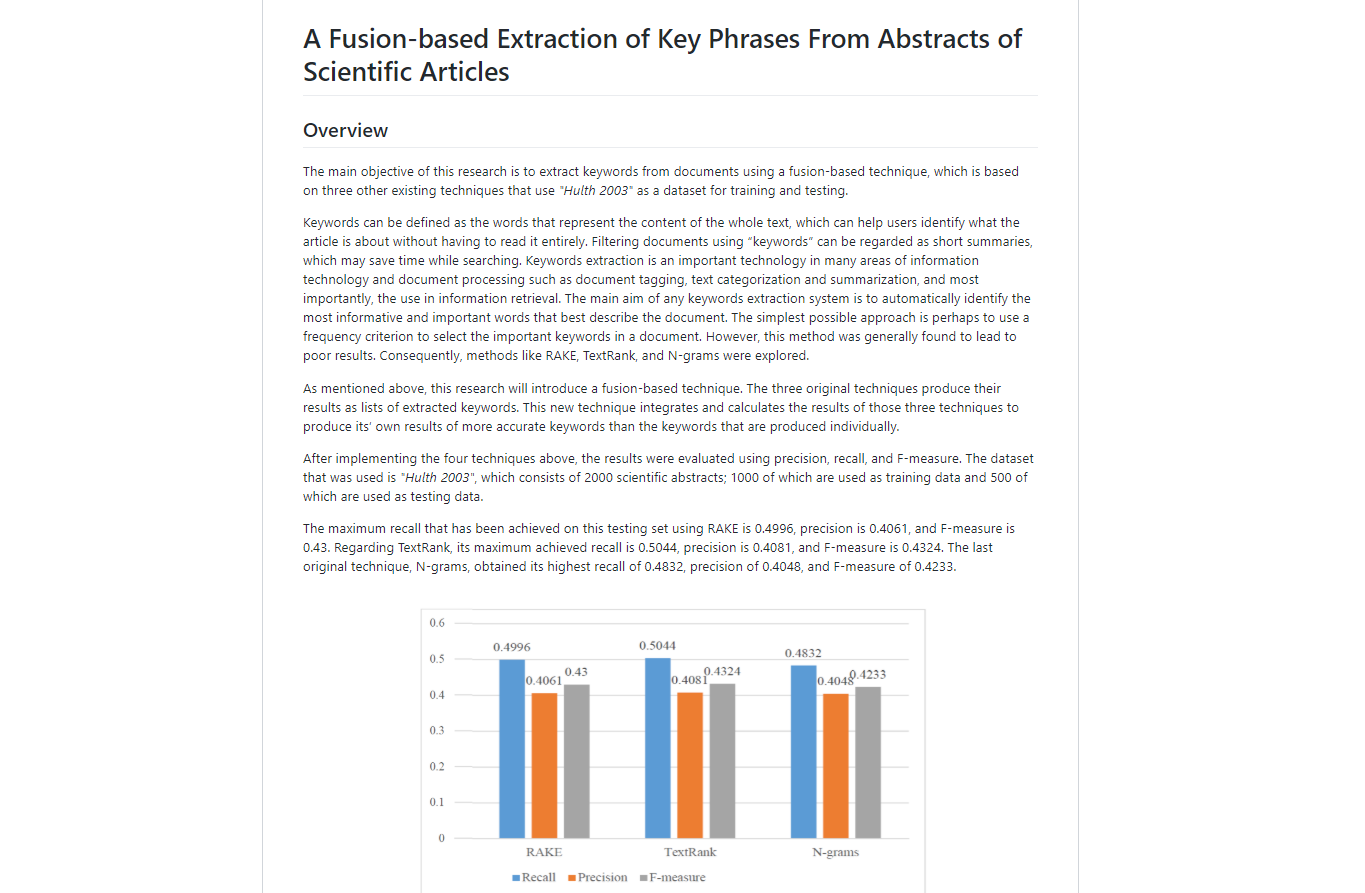 A Fusion-based Extraction of Key Phrases From Abstracts of
Scientific Articles
Overview
The main objective of this research is to extract keywords from documents using a fusion-based technique, which is based
on three other existing techniques that use "Hulth 2003" as a dataset for training and testing.
Keywords can be defined as the words that represent the content of the whole text, which can help users identify what the
article is about without having to read it entirely. Filtering documents using “keywords” can be regarded as short summaries,
which may save time while searching. Keywords extraction is an important technology in many areas of information
technology and document processing such as document tagging, text categorization and summarization, and most
importantly, the use in information retrieval. The main aim of any keywords extraction system is to automatically identify the
most informative and important words that best describe the document. The simplest possible approach is perhaps to use a
frequency criterion to select the important keywords in a document. However, this method was generally found to lead to
poor results. Consequently, methods like RAKE, TextRank, and N-grams were explored.
As mentioned above, this research will introduce a fusion-based technique. The three original techniques produce their
results as lists of extracted keywords. This new technique integrates and calculates the results of those three techniques to
produce its' own results of more accurate keywords than the keywords that are produced individually.
After implementing the four techniques above, the results were evaluated using precision, recall, and F-measure. The dataset
that was used is "Hulth 2003", which consists of 2000 scientific abstracts; 1000 of which are used as training data and 500 of
which are used as testing data.
The maximum recall that has been achieved on this testing set using RAKE is 0.4996, precision is 0.4061, and F-measure is
0.43. Regarding TextRank, its maximum achieved recall is 0.5044, precision is 0.4081, and F-measure is 0.4324. The last
original technique, N-grams, obtained its highest recall of 0.4832, precision of 0.4048, and F-measure of 0.4233.
0.6
0.5
0.4
0.3
0.2
0.1
0
0.4996
0.4061
0.43
0.5044
0.4081
0.4324
0.4832
0.4048
0.4233
RAKE
TextRank
N-grams
Recall Precision F-measure